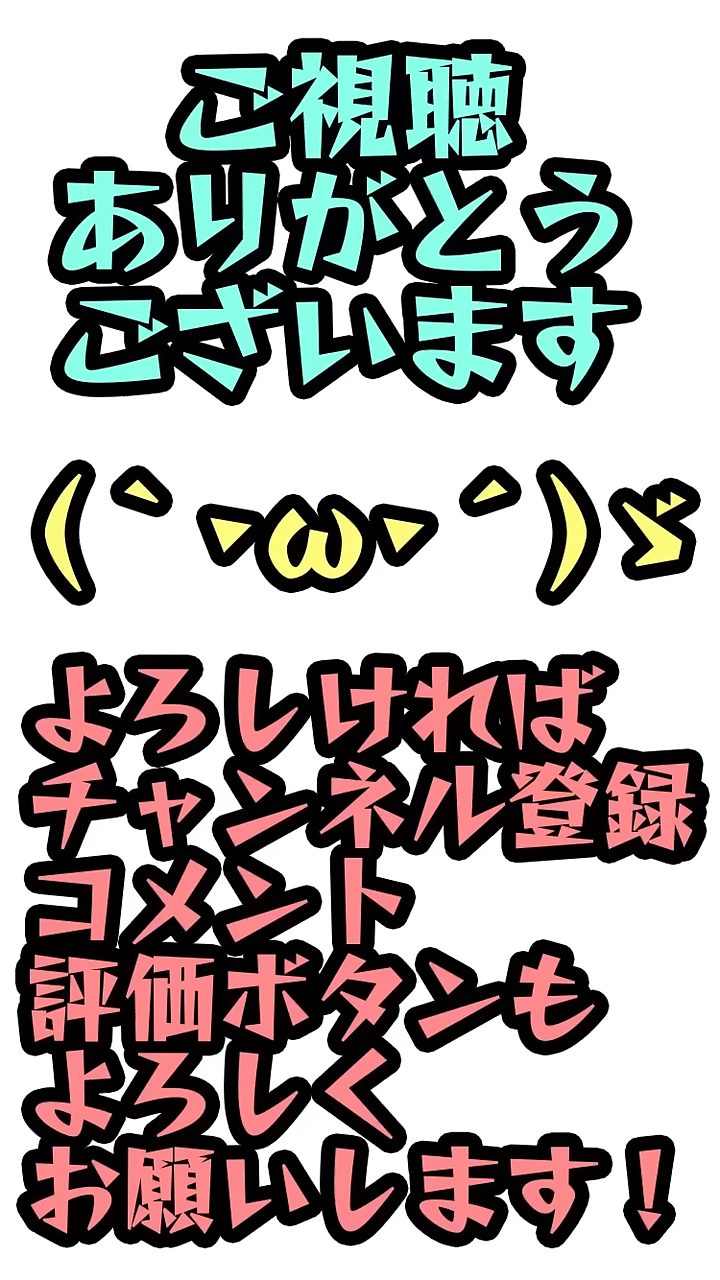 ご視聴
ありがとう
ございます
(｀・ω・´)ゞ
よろしければ
チャンネル登録
コメント
評価ボタンも
よろしく
お願いします！